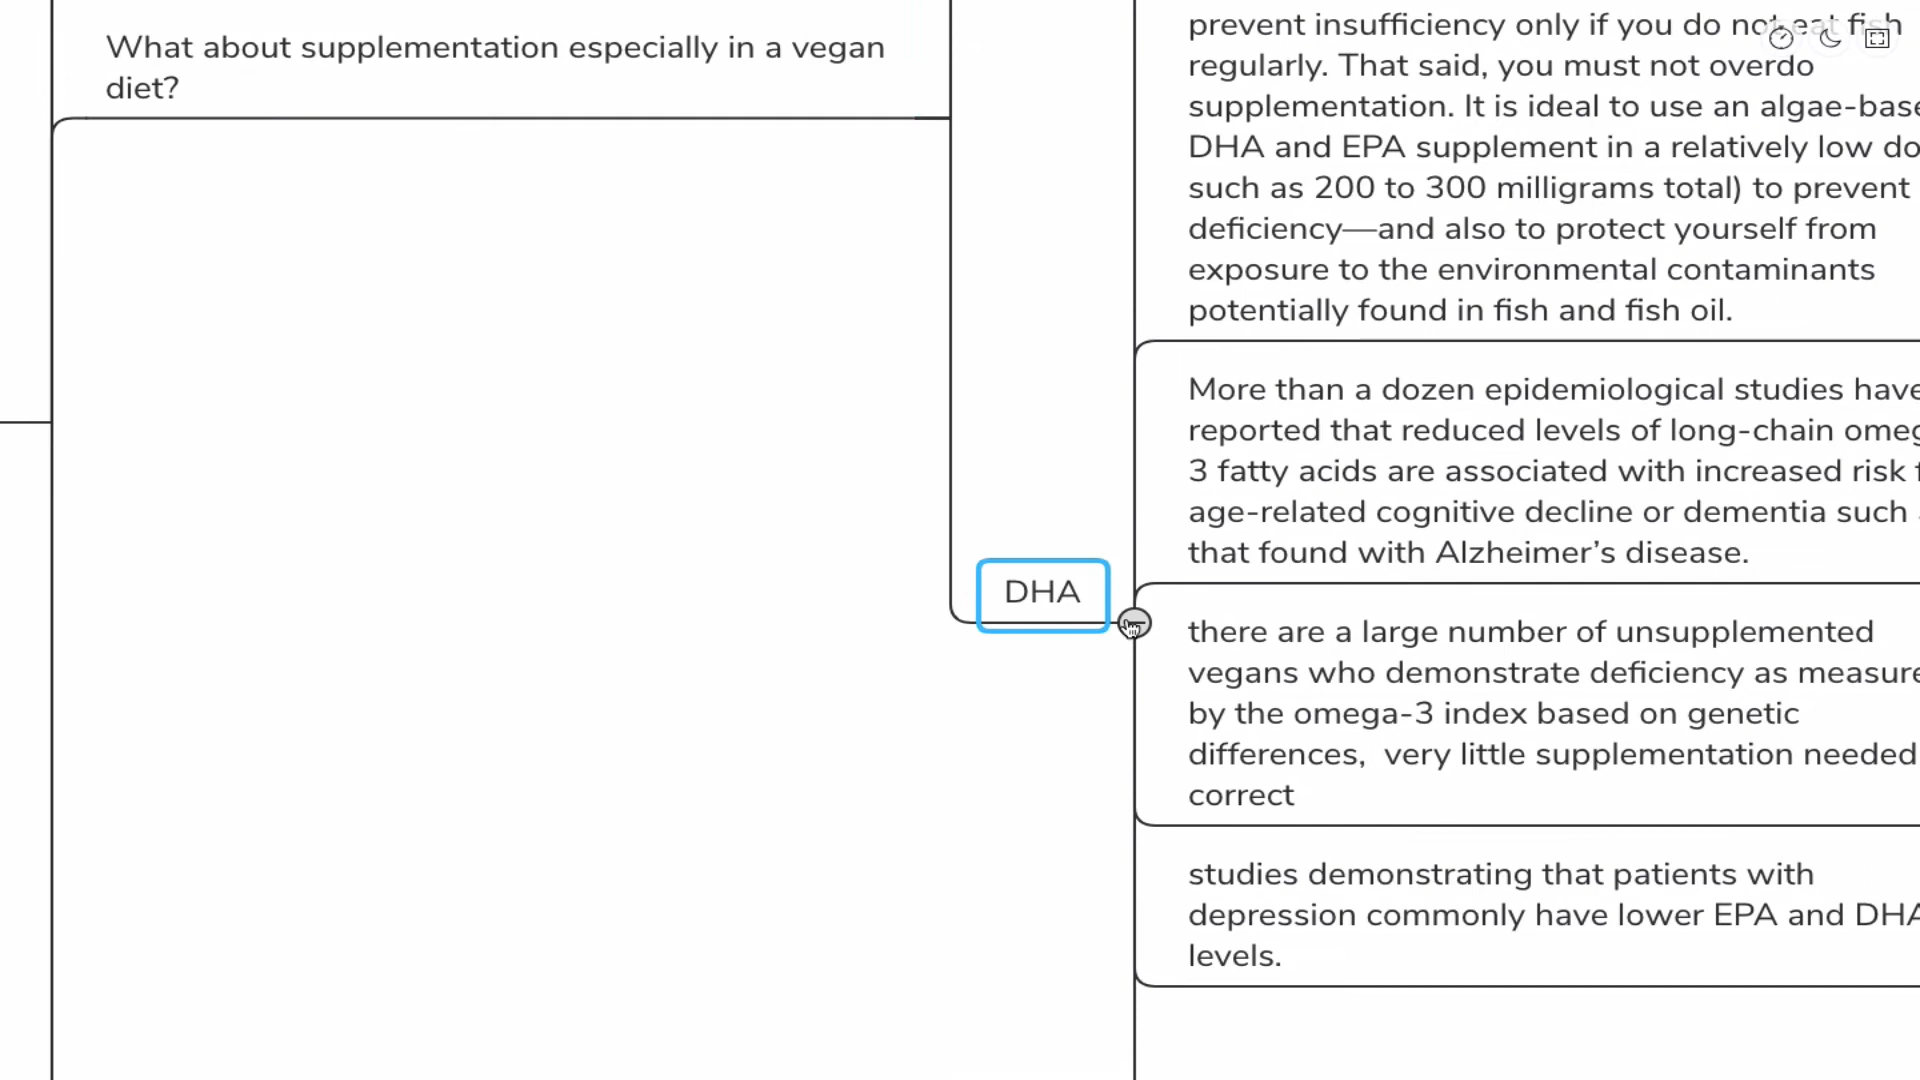 What about supplementation especially in a vegan
diet?
prevent insufficiency only if you do not eat fish
regularly. That said, you must not overdo
supplementation. It is ideal to use an
DHA and EPA supplement in a relatively low
such as 200 to 300 milligrams total) to prevent
deficiency—and also to protect yourself from
exposure to the environmental contaminants
potentially found in fish and fish oil.
More than a dozen epidemiological studies have
reported that reduced levels of long-chain
3 fatty acids are associated with increased risk
age-related cognitive decline or dementia such
that found with Alzheimer’s disease.
DHA
there are a large number of unsupplemented
vegans who demonstrate deficiency as
by the omega-3 index based on genetic
differences,  very little supplementation needed
correct
studies demonstrating that patients with
depression commonly have lower EPA and DHA
levels.